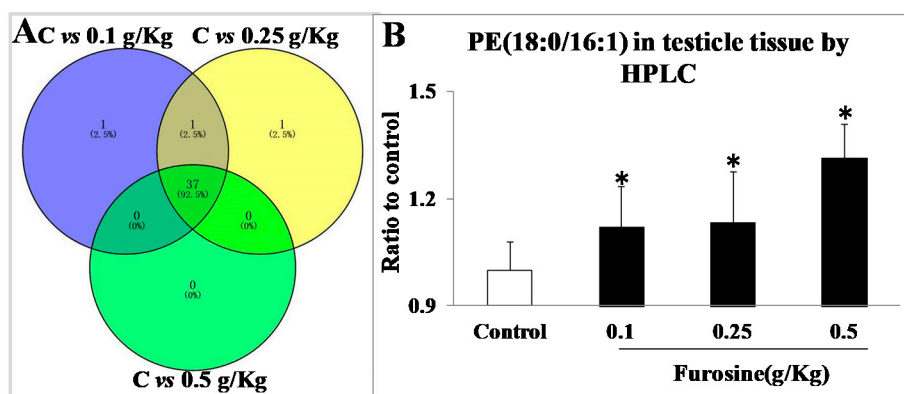 A
C vs 0.1 g/Kg
C vs 0.25 g/Kg
1
(2.5%)
1
(2.5%)
1
(2.5%)
37
(92.5%)
0
(0%)
0
(0%)
0
(0%)
C vs 0.5 g/Kg
B
PE(18:0/16:1) in testicle tissue by
HPLC
Ratio to control
1.5
1.2
0.9
*
*
*
Control
0.1
0.25
0.5
Furosine(g/Kg)